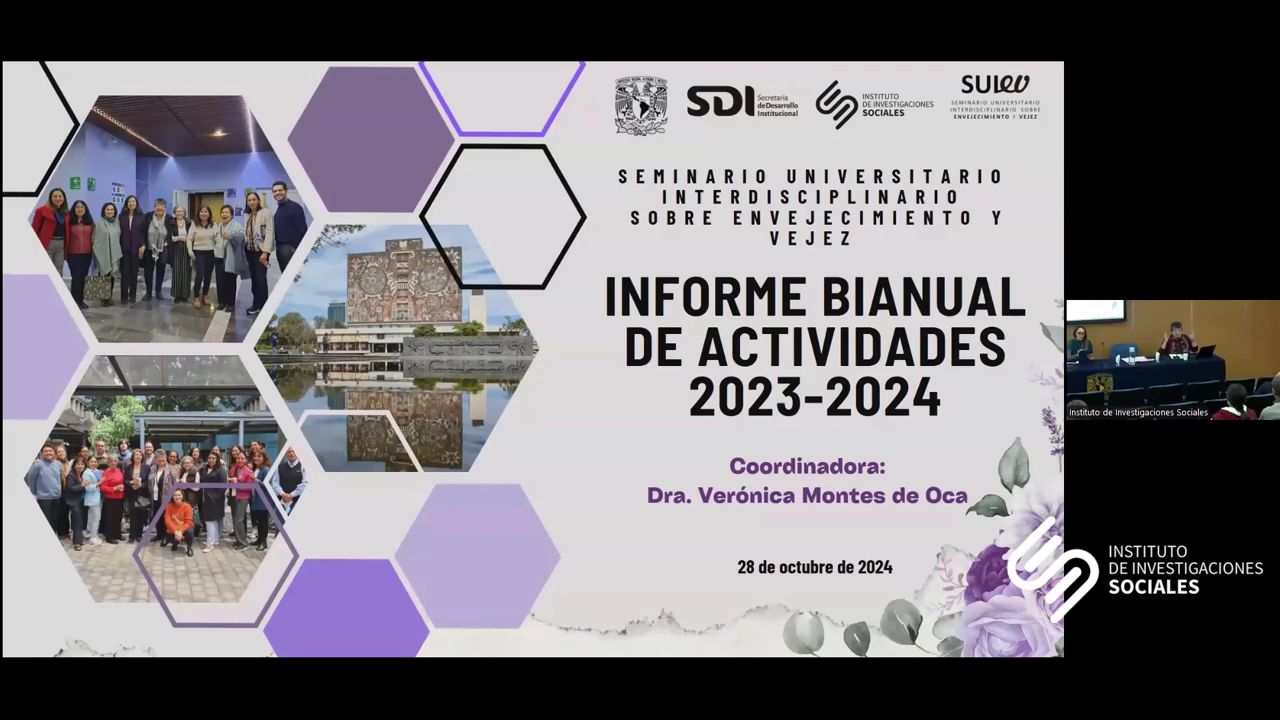 SDI
Secretaría
de Desarrollo
Institucional
INSTITUTO
DE INVESTIGACIONES
SOCIALES
SUIEV
SEMINARIO UNIVERSITARIO
INTERDISCIPLINARIO SOBRE
ENVEJECIMIENTO Y VEJEZ
SEMINARIO UNIVERSITARIO
INTERDISCIPLINARIO
SOBRE ENVEJECIMIENTO Y
VEJEZ
INFORME BIANUAL
DE ACTIVIDADES
2023-2024
Coordinadora:
Dra. Verónica Montes de Oca
28 de octubre de 2024
Instituto de Investigaciones Sociales
INSTITUTO
DE INVESTIGACIONES
SOCIALES